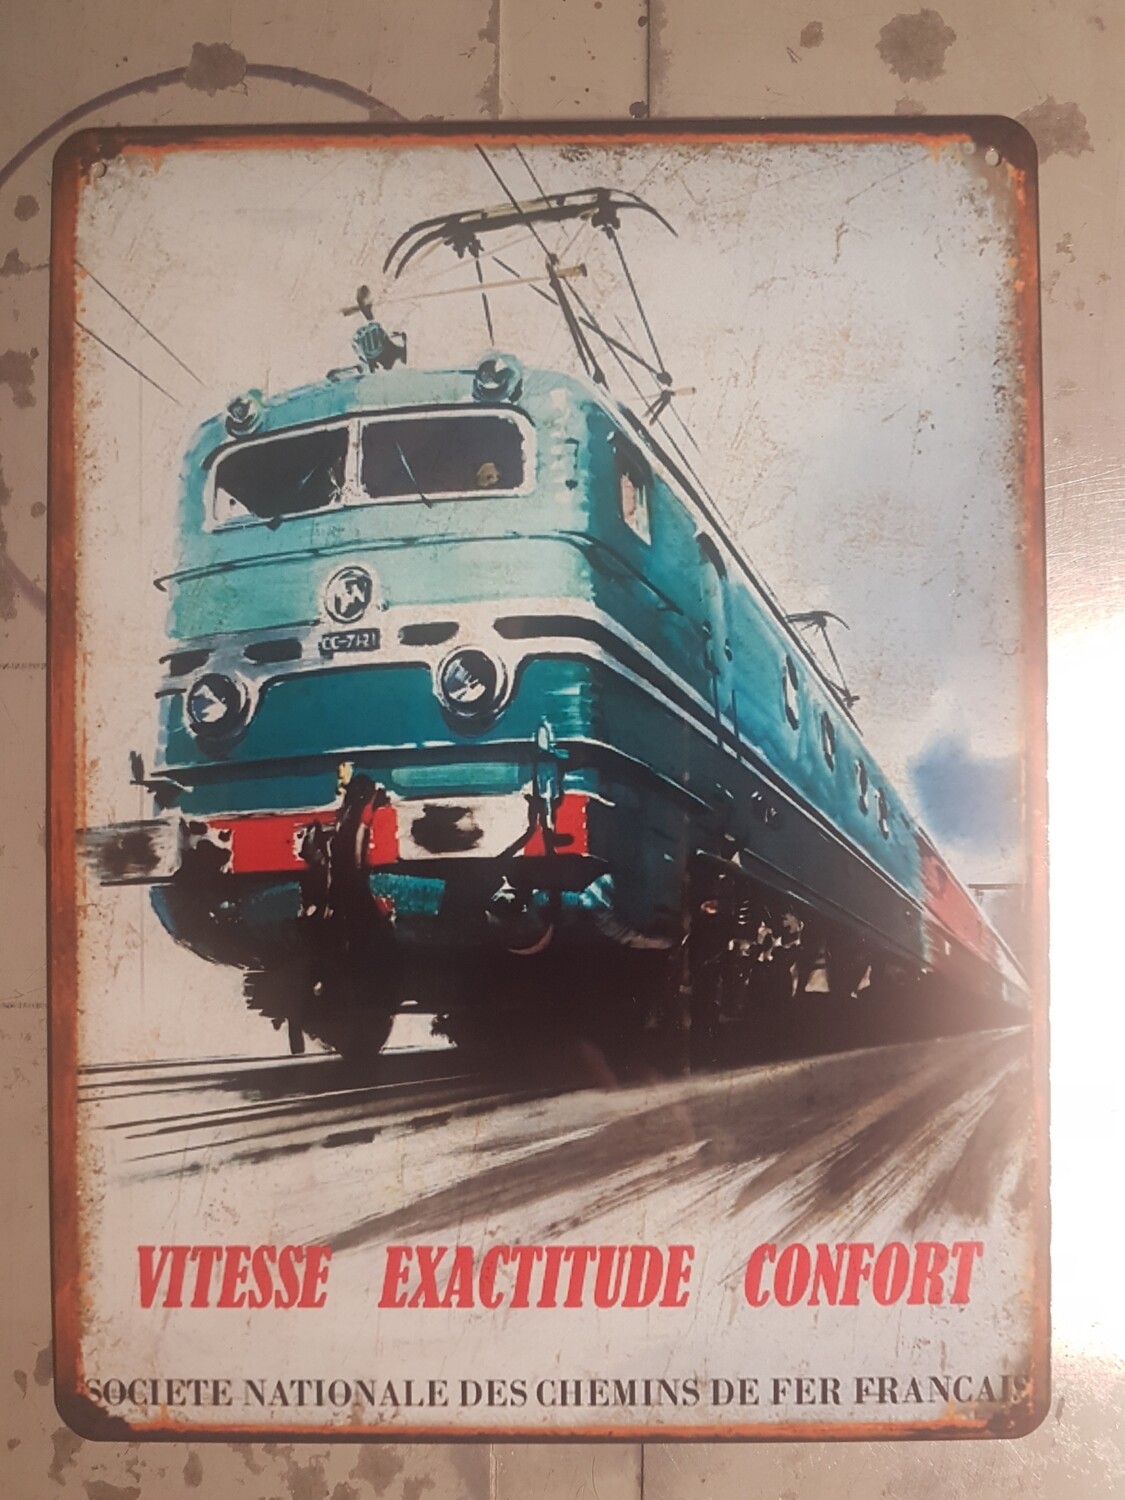 CC-7121
VITESSE EXACTITUDE CONFORT
SOCIETE NATIONALE DES CHEMINS DE FER FRANCAIS